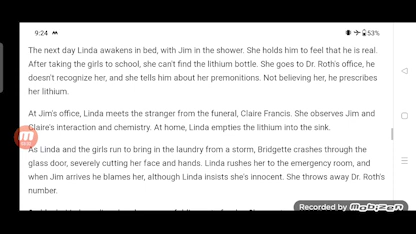 9:24
53%
The next day Linda awakens in bed, with Jim in the shower. She holds him to feel that he is real.
After taking the girls to school, she can't find the lithium bottle. She goes to Dr. Roth's office, he
doesn't recognize her, and she tells him about her premonitions. Not believing her, he prescribes
her lithium.
At Jim's office, Linda meets the stranger from the funeral, Claire Francis. She observes Jim and
Claire's interaction and chemistry. At home, Linda empties the lithium into the sink.
As Linda and the girls run to bring in the laundry from a storm, Bridgette crashes through the
glass door, severely cutting her face and hands. Linda rushes her to the emergency room, and
when Jim arrives he blames her, although Linda insists she's innocent. She throws away Dr. Roth's
number.
Recorded by Mobizen